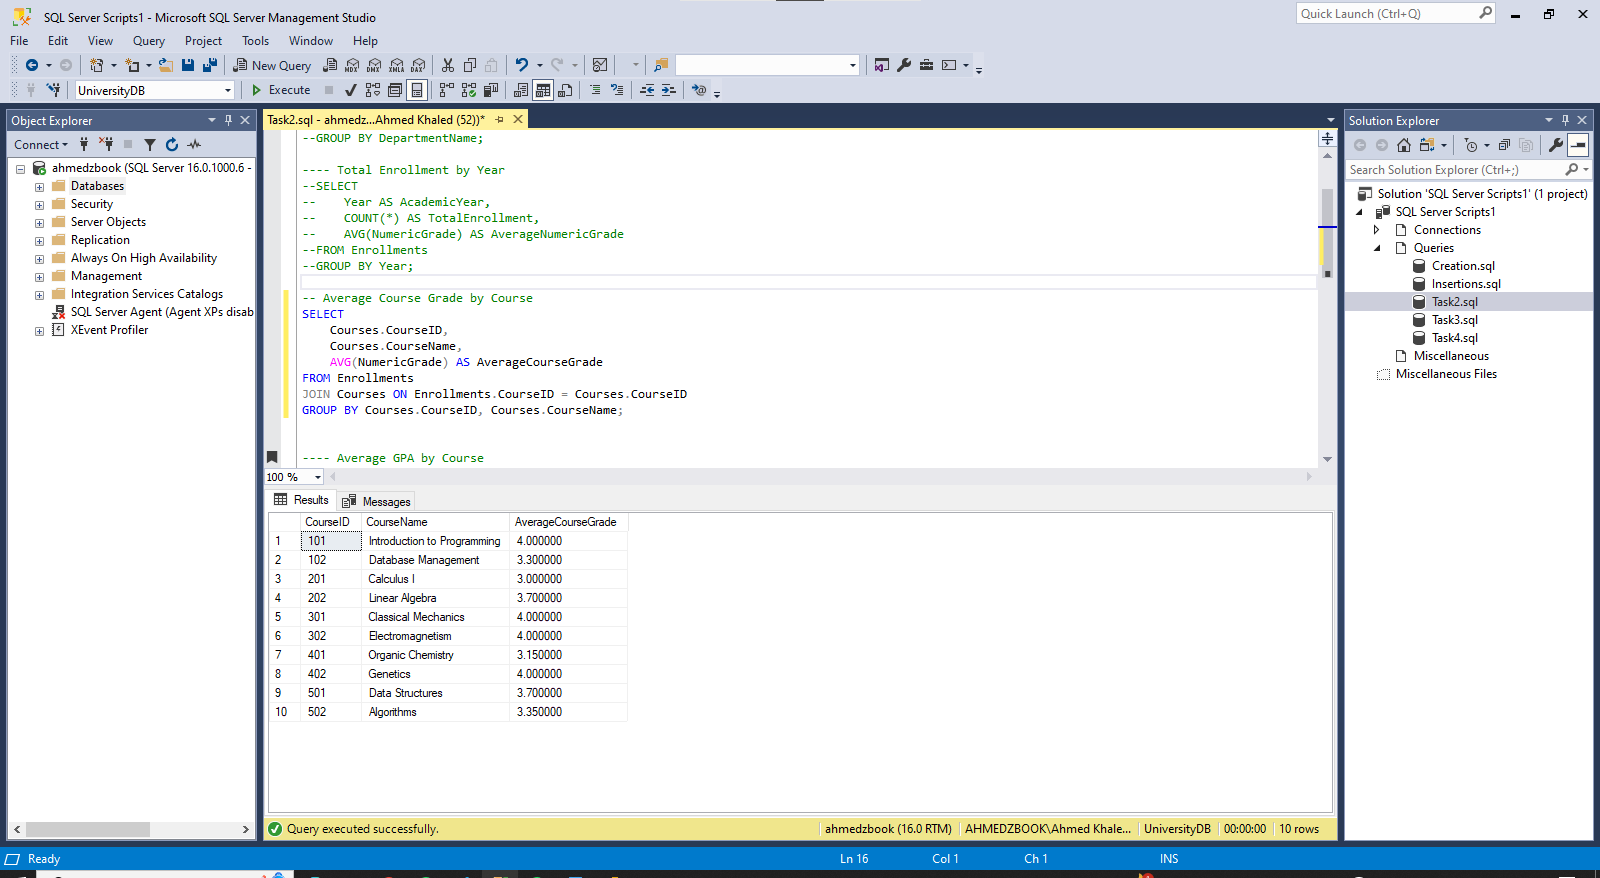 SQL Server Scripts1 - Microsoft SQL Server Management Studio
Quick Launch (Ctrl+Q)
File Edit View Query Project Tools Window Help
New Query MDX DMX XMLA DAX
UniversityDB Execute
Object Explorer
Connect
ahmedzbook (SQL Server 16.0.1000.6 -
Databases
Security
Server Objects
Replication
Always On High Availability
Management
Integration Services Catalogs
SQL Server Agent (Agent XPs disab
XEvent Profiler
Task2.sql - ahmedz...Ahmed Khaled (52))*
--GROUP BY DepartmentName;
---- Total Enrollment by Year
--SELECT
--    Year AS AcademicYear,
--    COUNT(*) AS TotalEnrollment,
--    AVG(NumericGrade) AS AverageNumericGrade
--FROM Enrollments
--GROUP BY Year;
-- Average Course Grade by Course
SELECT
    Courses.CourseID,
    Courses.CourseName,
    AVG(NumericGrade) AS AverageCourseGrade
FROM Enrollments
JOIN Courses ON Enrollments.CourseID = Courses.CourseID
GROUP BY Courses.CourseID, Courses.CourseName;
---- Average GPA by Course
100 %
Results Messages
CourseID CourseName AverageCourseGrade
1 101 Introduction to Programming 4.000000
2 102 Database Management 3.300000
3 201 Calculus I 3.000000
4 202 Linear Algebra 3.700000
5 301 Classical Mechanics 4.000000
6 302 Electromagnetism 4.000000
7 401 Organic Chemistry 3.150000
8 402 Genetics 4.000000
9 501 Data Structures 3.700000
10 502 Algorithms 3.350000
Query executed successfully.
ahmedzbook (16.0 RTM) AHMEDZBOOK\Ahmed Khale... UniversityDB 00:00:00 10 rows
Solution Explorer
Search Solution Explorer (Ctrl+;)
Solution 'SQL Server Scripts1' (1 project)
SQL Server Scripts1
Connections
Queries
Creation.sql
Insertions.sql
Task2.sql
Task3.sql
Task4.sql
Miscellaneous
Miscellaneous Files
Ready Ln 16 Col 1 Ch 1 INS